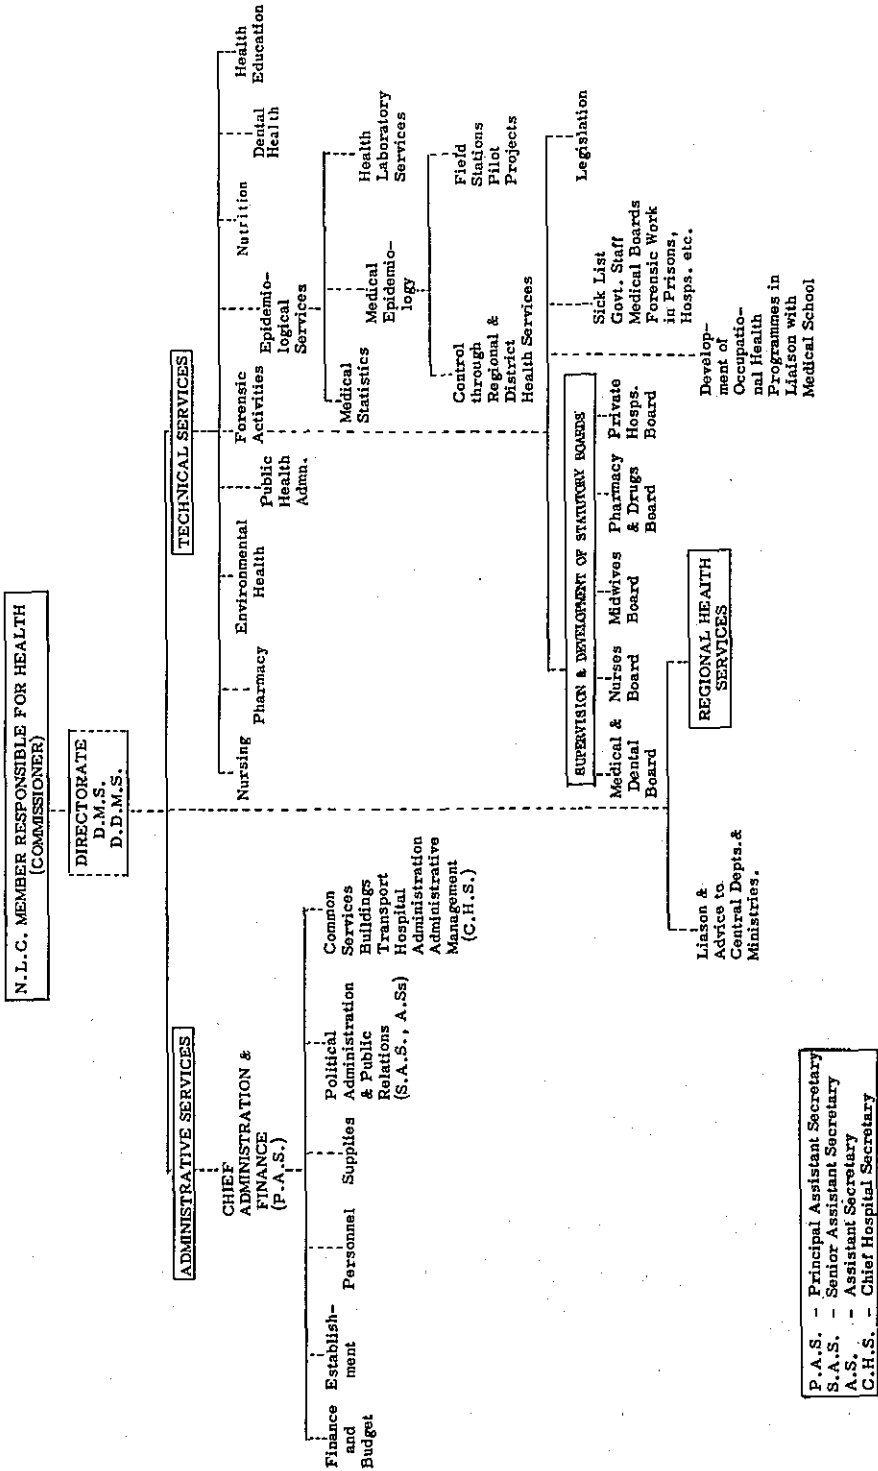 N.L.C. MEMBER RESPONSIBLE FOR HEALTH
(COMMISSIONER)
DIRECTORATE
D.M.S.
D.D.M.S.
ADMINISTRATIVE SERVICES
TECHNICAL SERVICES
CHIEF
ADMINISTRATION &
FINANCE
(P.A.S.)
Finance
and
Budget
Establish-
ment
Personnel
Supplies
Political
Administration
& Public
Relations
(S.A.S., A.Ss)
Common
Services
Buildings
Transport
Hospital
Administration
Administrative
Management
(C.H.S.)
Nursing
Pharmacy
Environmental
Health
Public
Health
Admn.
Forensic
Activities
Epidemio-
logical
Services
Nutrition
Dental
Health
Health
Education
Medical
Statistics
Medical
Epidemio-
logy
Health
Laboratory
Services
Control
through
Regional &
District
Health Services
Field
Stations
Pilot
Projects
SUPERVISION & DEVELOPMENT OF STATUTORY BOARDS
Medical &
Dental
Board
Nurses
Board
Midwives
Board
Pharmacy
& Drugs
Board
Private
Hosps.
Board
Develop-
ment of
Occupatio-
nal Health
Programmes in
Liaison with
Medical School
Sick List
Govt. Staff
Medical Boards
Forensic Work
in Prisons,
Hosps. etc.
Legislation
Liason &
Advice to
Central Depts. &
Ministries.
REGIONAL HEALTH
SERVICES
P.A.S. - Principal Assistant Secretary
S.A.S. - Senior Assistant Secretary
A.S. - Assistant Secretary
C.H.S. - Chief Hospital Secretary